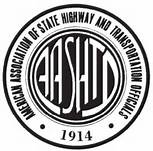 AMERICAN ASSOCIATION OF STATE HIGHWAY AND TRANSPORTATION OFFICIALS
AASHTO
· 1914 ·